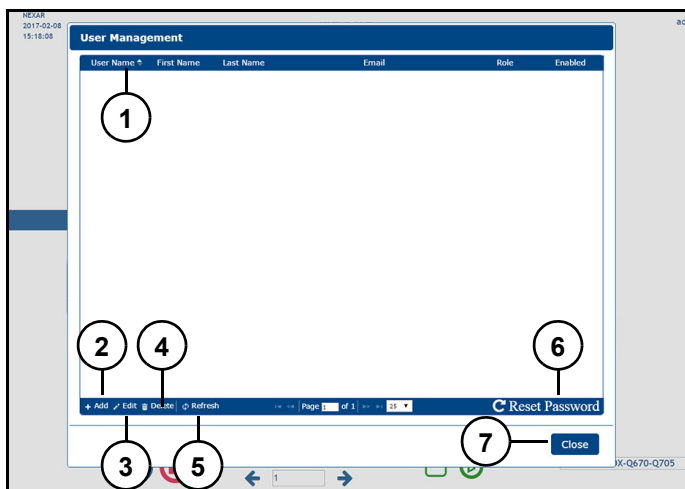 NEXAR
2017-02-08
15:18:08
User Management
User Name First Name Last Name Email Role Enabled
1
2
4
6
+ Add Edit Delete Refresh Page 1 of 1 25 Reset Password
7
Close
3
5
1
X-Q670-Q705